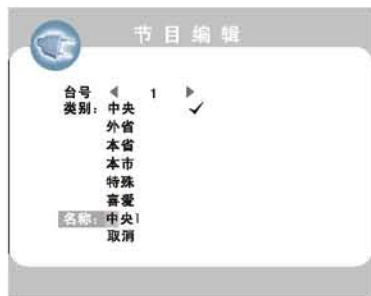 节目编辑
台号 ◀ 1 ▶
类别：中央 ✓
外省
本省
本市
特殊
喜爱
名称：中央1
取消